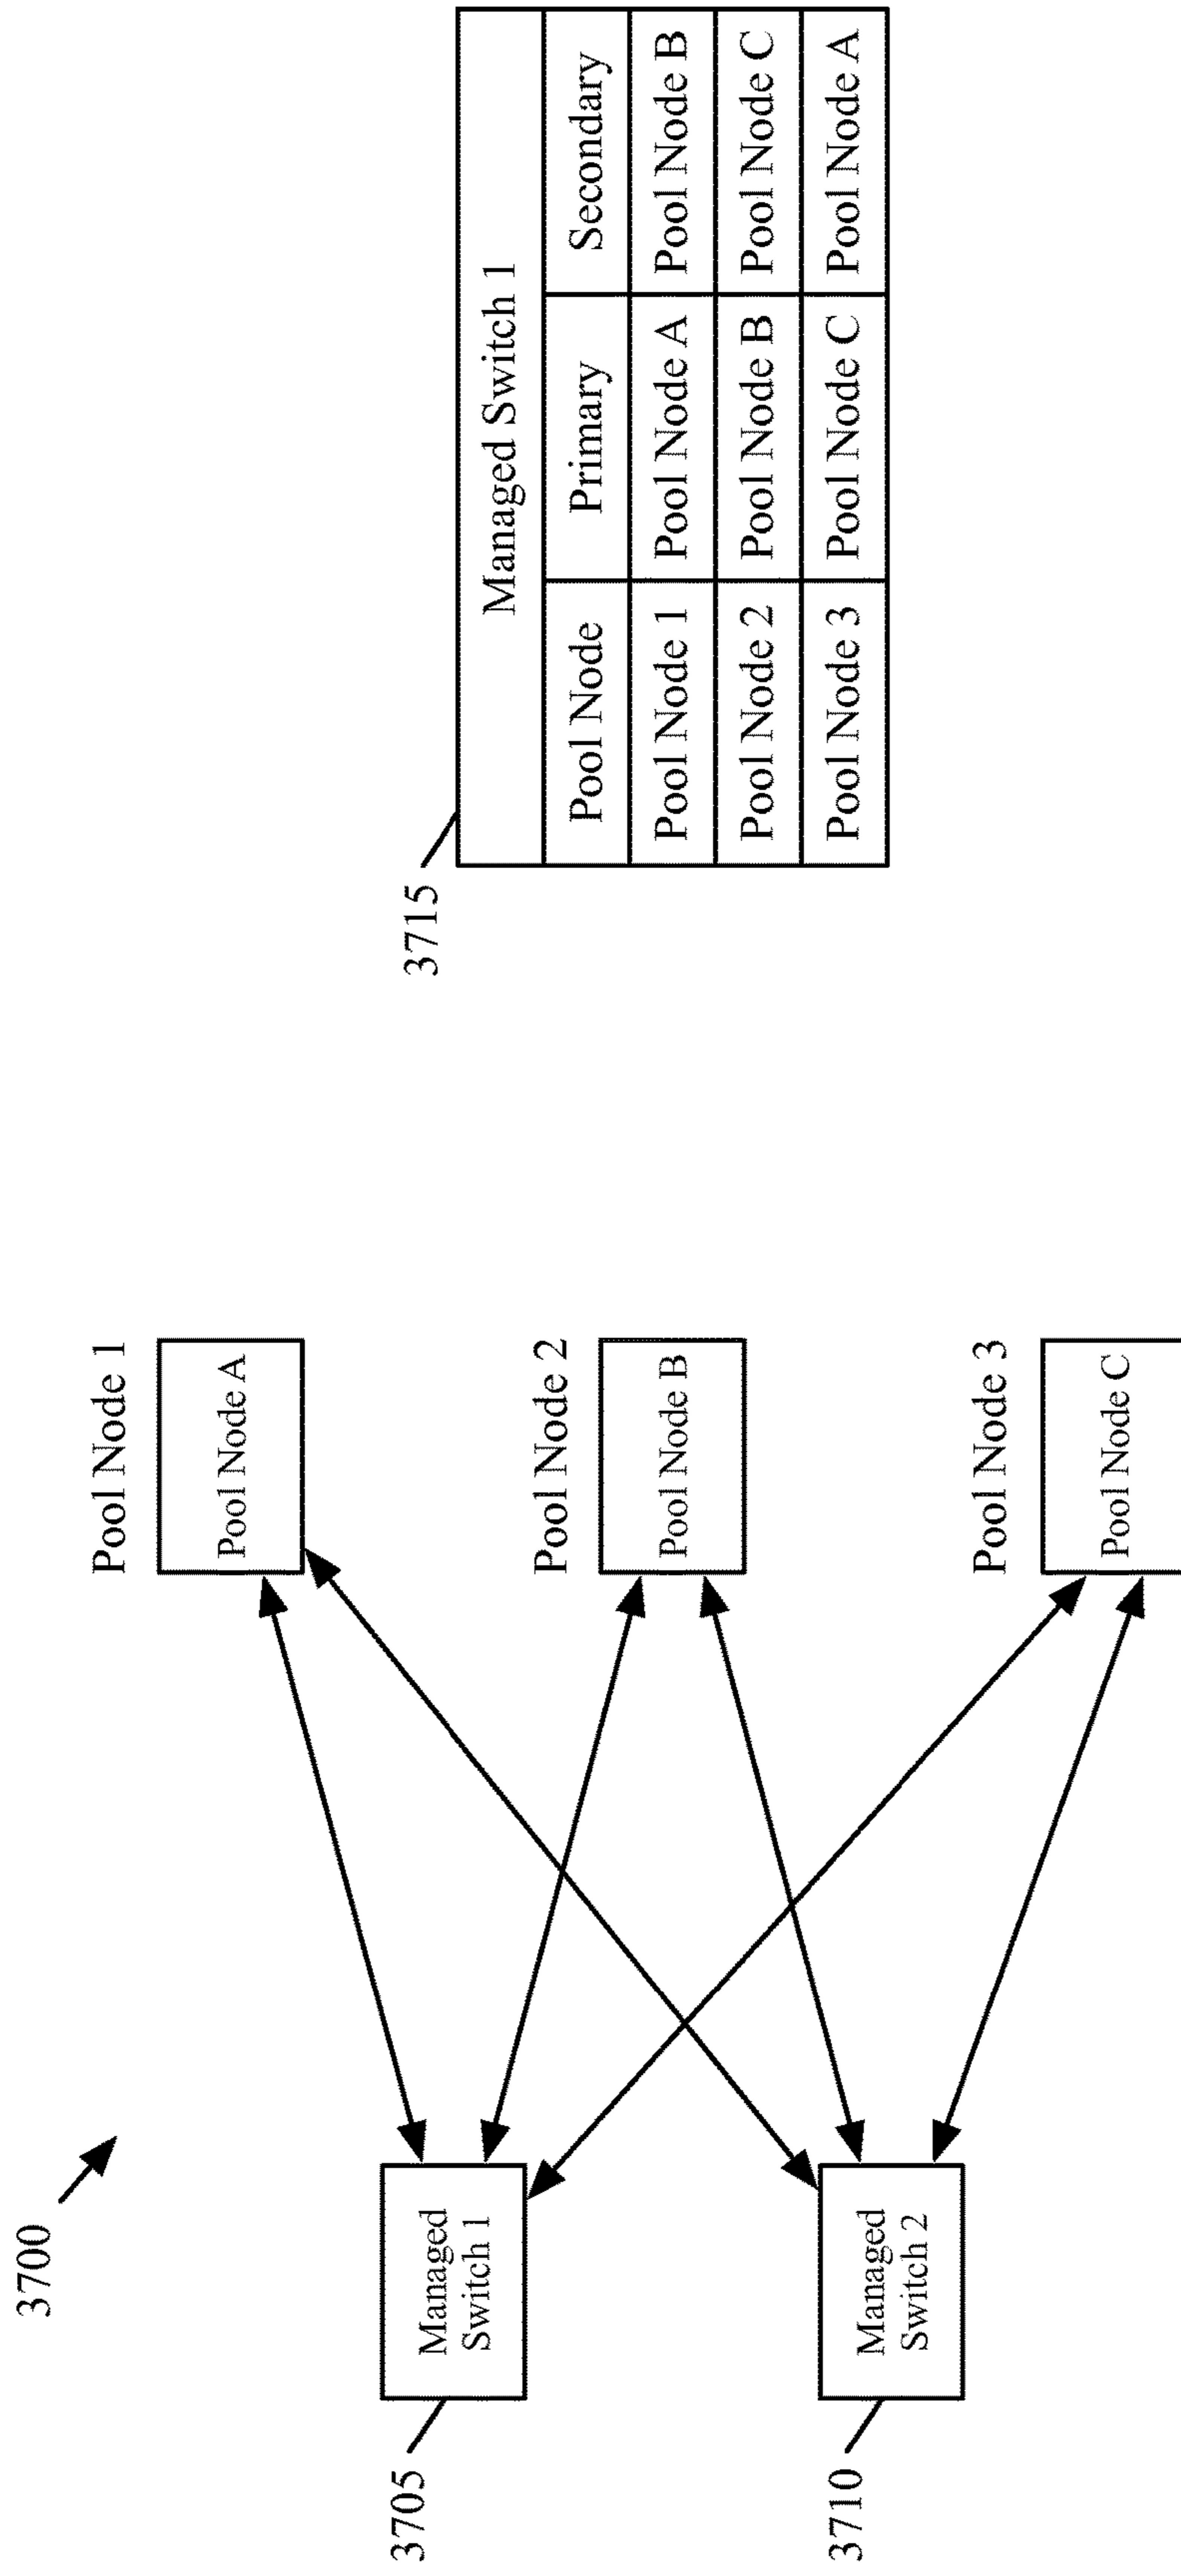 3700
3705
Managed
Switch 1
3710
Managed
Switch 2
Pool Node 1
Pool Node A
Pool Node 2
Pool Node B
Pool Node 3
Pool Node C
3715
Managed Switch 1
Pool Node Primary Secondary
Pool Node 1 Pool Node A Pool Node B
Pool Node 2 Pool Node B Pool Node C
Pool Node 3 Pool Node C Pool Node A